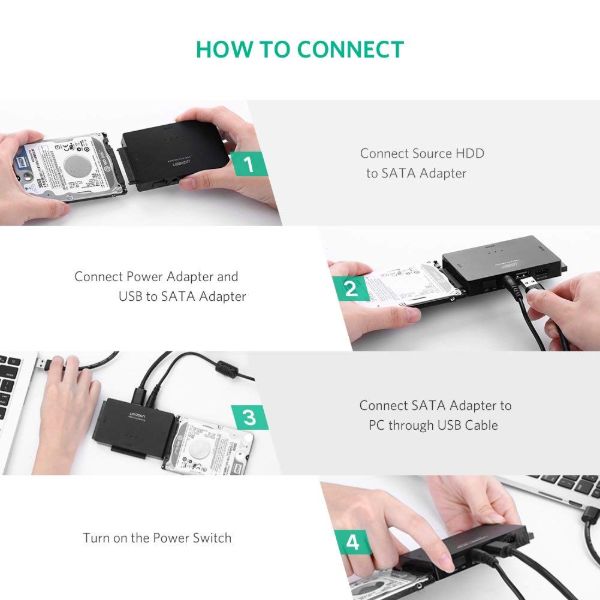 HOW TO CONNECT
1
Connect Source HDD
to SATA Adapter
Connect Power Adapter and
USB to SATA Adapter
2
3
Connect SATA Adapter to
PC through USB Cable
Turn on the Power Switch
4